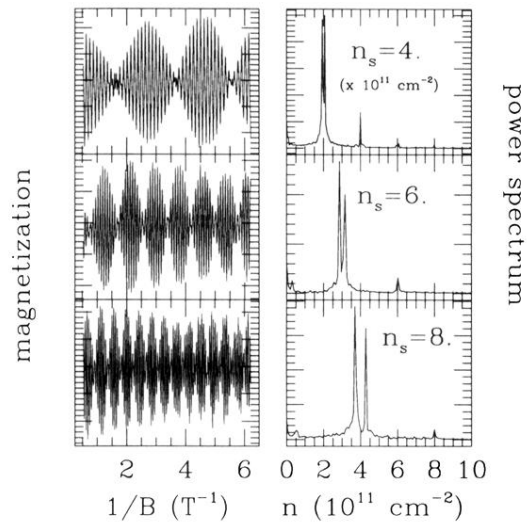 magnetization
n_s=4.
(x 10^11 cm^-2)
n_s=6.
n_s=8.
power spectrum
2 4 6
0 2 4 6 8 10
1/B (T^-1)
n (10^11 cm^-2)